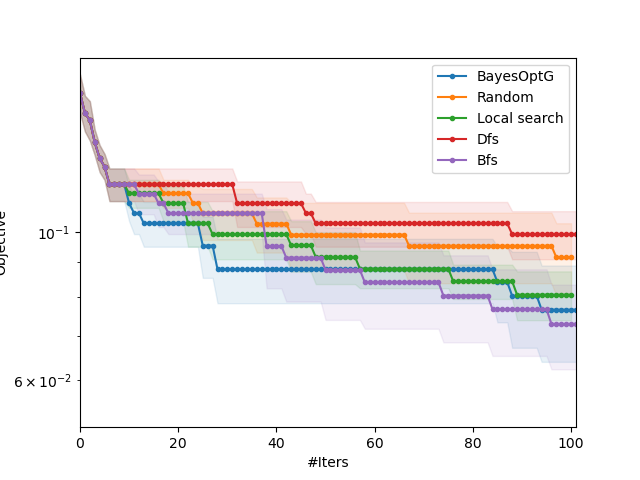 BayesOptG
Random
Local search
Dfs
Bfs
Objective
10⁻¹
6 × 10⁻²
0
20
40
60
80
100
#Iters